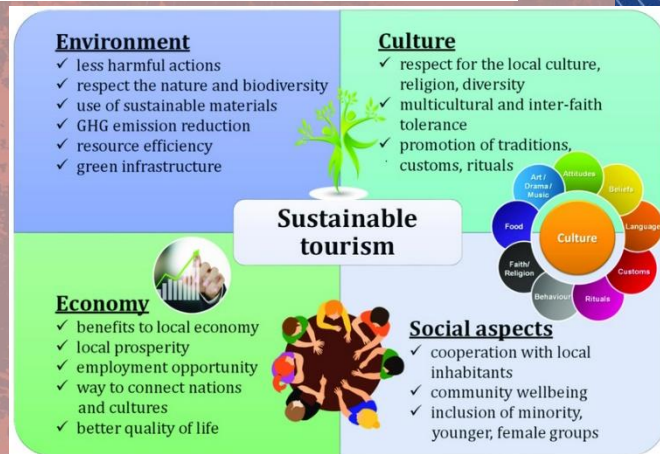 Environment
✓ less harmful actions
✓ respect the nature and biodiversity
✓ use of sustainable materials
✓ GHG emission reduction
✓ resource efficiency
✓ green infrastructure
Culture
✓ respect for the local culture,
religion, diversity
✓ multicultural and inter-faith
tolerance
✓ promotion of traditions,
customs, rituals
Art /
Drama/
Music
Attitudes
Beliefs
Language
Customs
Rituals
Behaviour
Faith/
Religion
Food
Culture
Sustainable
tourism
Economy
✓ benefits to local economy
✓ local prosperity
✓ employment opportunity
✓ way to connect nations
and cultures
✓ better quality of life
Social aspects
✓ cooperation with local
inhabitants
✓ community wellbeing
✓ inclusion of minority,
younger, female groups